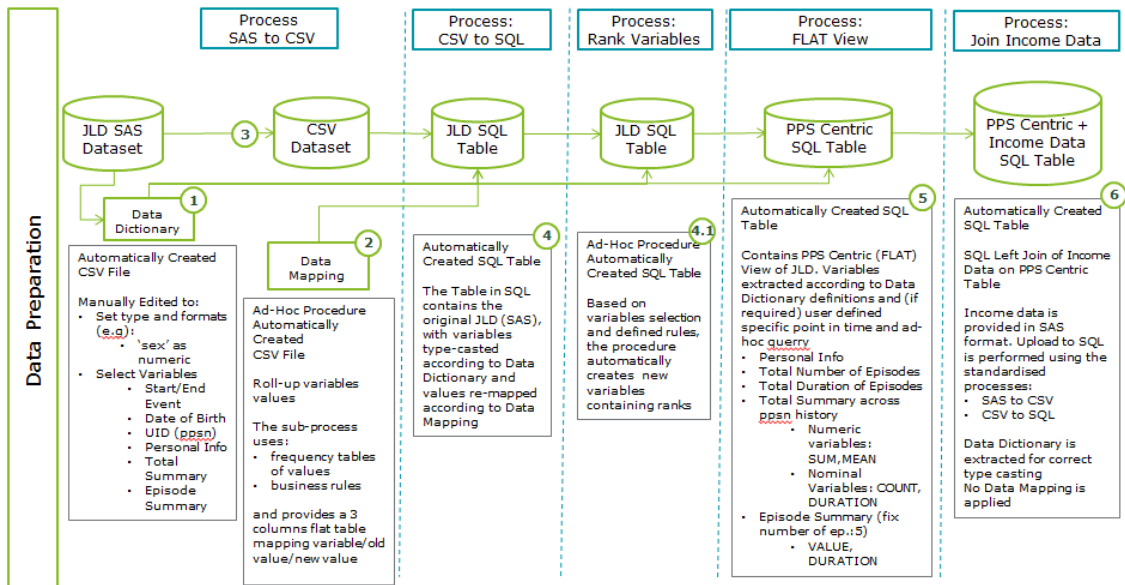 Data Preparation
Process
SAS to CSV
Process:
CSV to SQL
Process:
Rank Variables
Process:
FLAT View
Process:
Join Income Data
JLD SAS
Dataset
3
CSV
Dataset
JLD SQL
Table
JLD SQL
Table
PPS Centric
SQL Table
PPS Centric +
Income Data
SQL Table
1
Data
Dictionary
Automatically Created
CSV File
Manually Edited to:
• Set type and formats
(e.g):
• ‘sex’ as
numeric
• Select Variables
• Start/End
Event
• Date of Birth
• UID (ppsn)
• Personal Info
• Total
Summary
• Episode
Summary
2
Data
Mapping
Ad-Hoc Procedure
Automatically
Created
CSV File
Roll-up variables
values
The sub-process
uses:
• frequency tables
of values
• business rules
and provides a 3
columns flat table
mapping variable/old
value/new value
4
Automatically
Created SQL Table
The Table in SQL
contains the
original JLD (SAS),
with variables
type-casted
according to Data
Dictionary and
values re-mapped
according to Data
Mapping
4.1
Ad-Hoc Procedure
Automatically
Created SQL Table
Based on
variables selection
and defined rules,
the procedure
automatically
creates new
variables
containing ranks
5
Automatically Created SQL
Table
Contains PPS Centric (FLAT)
View of JLD. Variables
extracted according to Data
Dictionary definitions and (if
required) user defined
specific point in time and ad-
hoc querry
• Personal Info
• Total Number of Episodes
• Total Duration of Episodes
• Total Summary across
ppsn history
• Numeric
variables:
SUM,MEAN
• Nominal
Variables: COUNT,
DURATION
• Episode Summary (fix
number of ep.:5)
• VALUE,
DURATION
6
Automatically Created
SQL Table
SQL Left Join of Income
Data on PPS Centric
Table
Income data is
provided in SAS
format. Upload to SQL
is performed using the
standardised
processes:
• SAS to CSV
• CSV to SQL
Data Dictionary is
extracted for correct
type casting
No Data Mapping is
applied